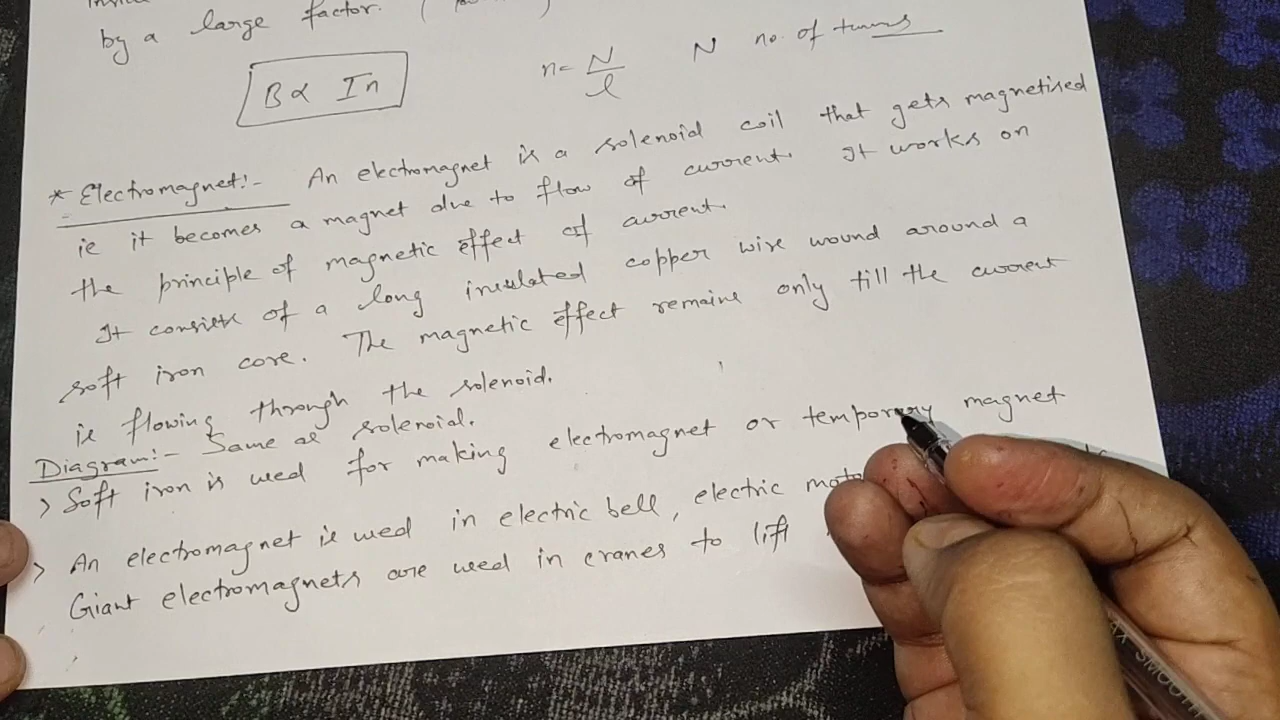 by a large factor.
B ∝ In
n = N/l N no. of turns
* Electromagnet:- An electromagnet is a solenoid coil that gets magnetised
ie it becomes a magnet due to flow of current. It works on
the principle of magnetic effect of current.
It consists of a long insulated copper wire wound around a
soft iron core. The magnetic effect remains only till the current
is flowing through the solenoid.
Diagram:- Same as solenoid.
> Soft iron is used for making electromagnet or temporary magnet
> An electromagnet is used in electric bell, electric
Giant electromagnets are used in cranes to lift